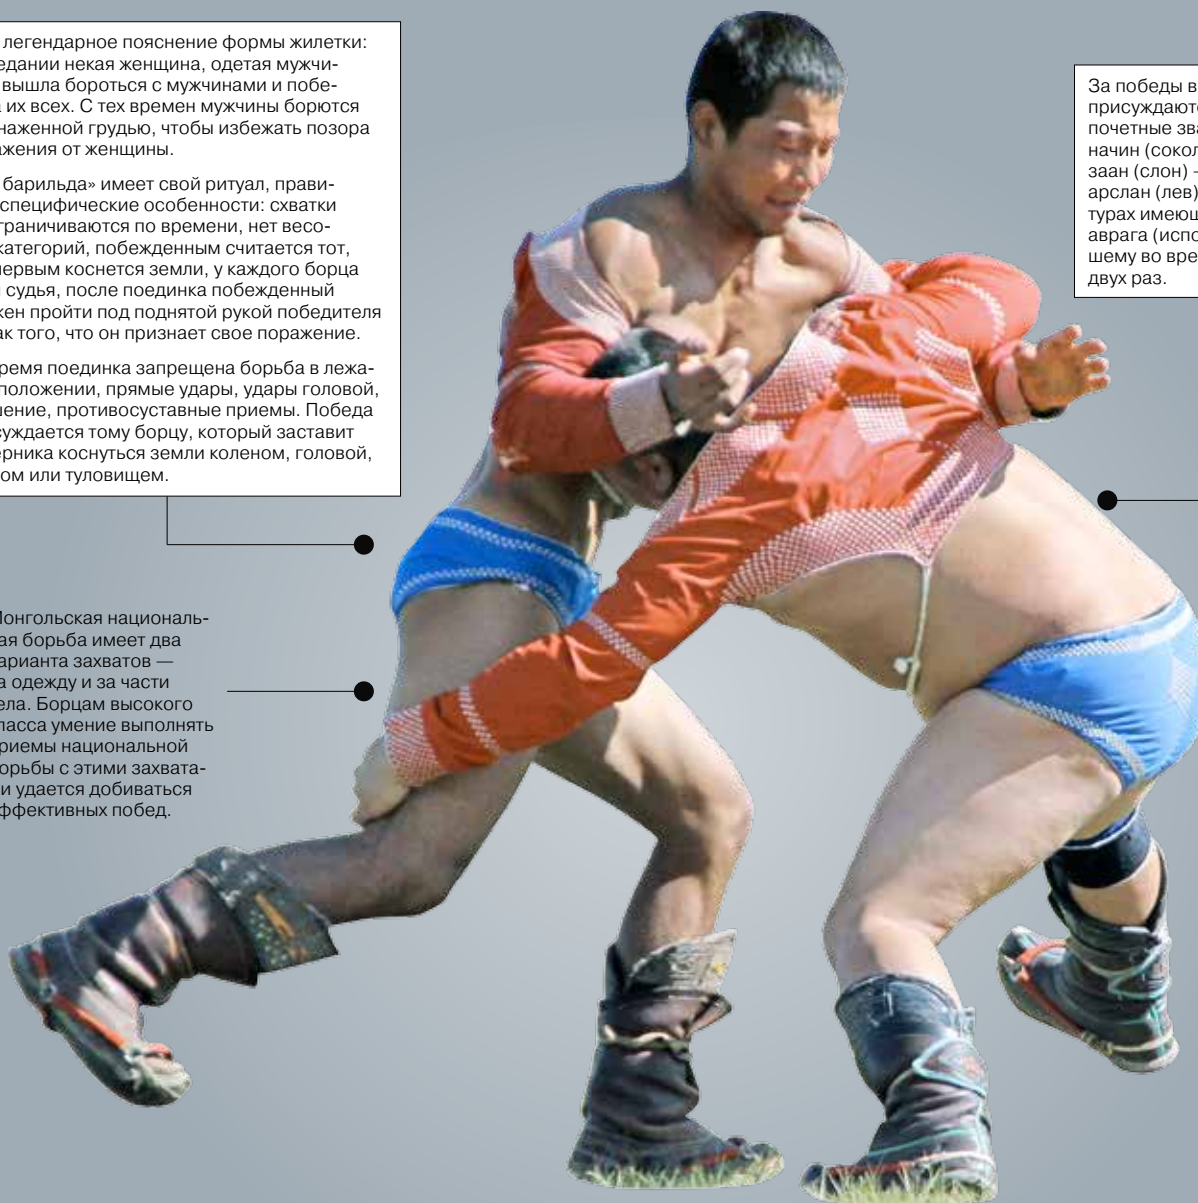 легендарное пояснение формы жилетки:
едании некая женщина, одетая мужчи-
вышла бороться с мужчинами и побе-
а их всех. С тех времен мужчины борются
наженной грудью, чтобы избежать позора
ажения от женщины.
барильда» имеет свой ритуал, прави-
специфические особенности: схватки
граничиваются по времени, нет весо-
категорий, побежденным считается тот,
первым коснется земли, у каждого борца
судья, после поединка побежденный
жен пройти под поднятой рукой победителя
ак того, что он признает свое поражение.
ремя поединка запрещена борьба в лежа-
положении, прямые удары, удары головой,
шение, противосуставные приемы. Победа
суждается тому борцу, который заставит
ерника коснуться земли коленом, головой,
ом или туловищем.
Монгольская националь-
ая борьба имеет два
арианта захватов —
а одежду и за части
ела. Борцам высокого
ласса умение выполнять
риемы национальной
орьбы с этими захвата-
и удается добиваться
ффективных побед.
За победы в
присуждаютс
почетные зва
начин (сокол
заан (слон) –
арслан (лев)
турах имеющ
аврага (испо
шему во вре
двух раз.